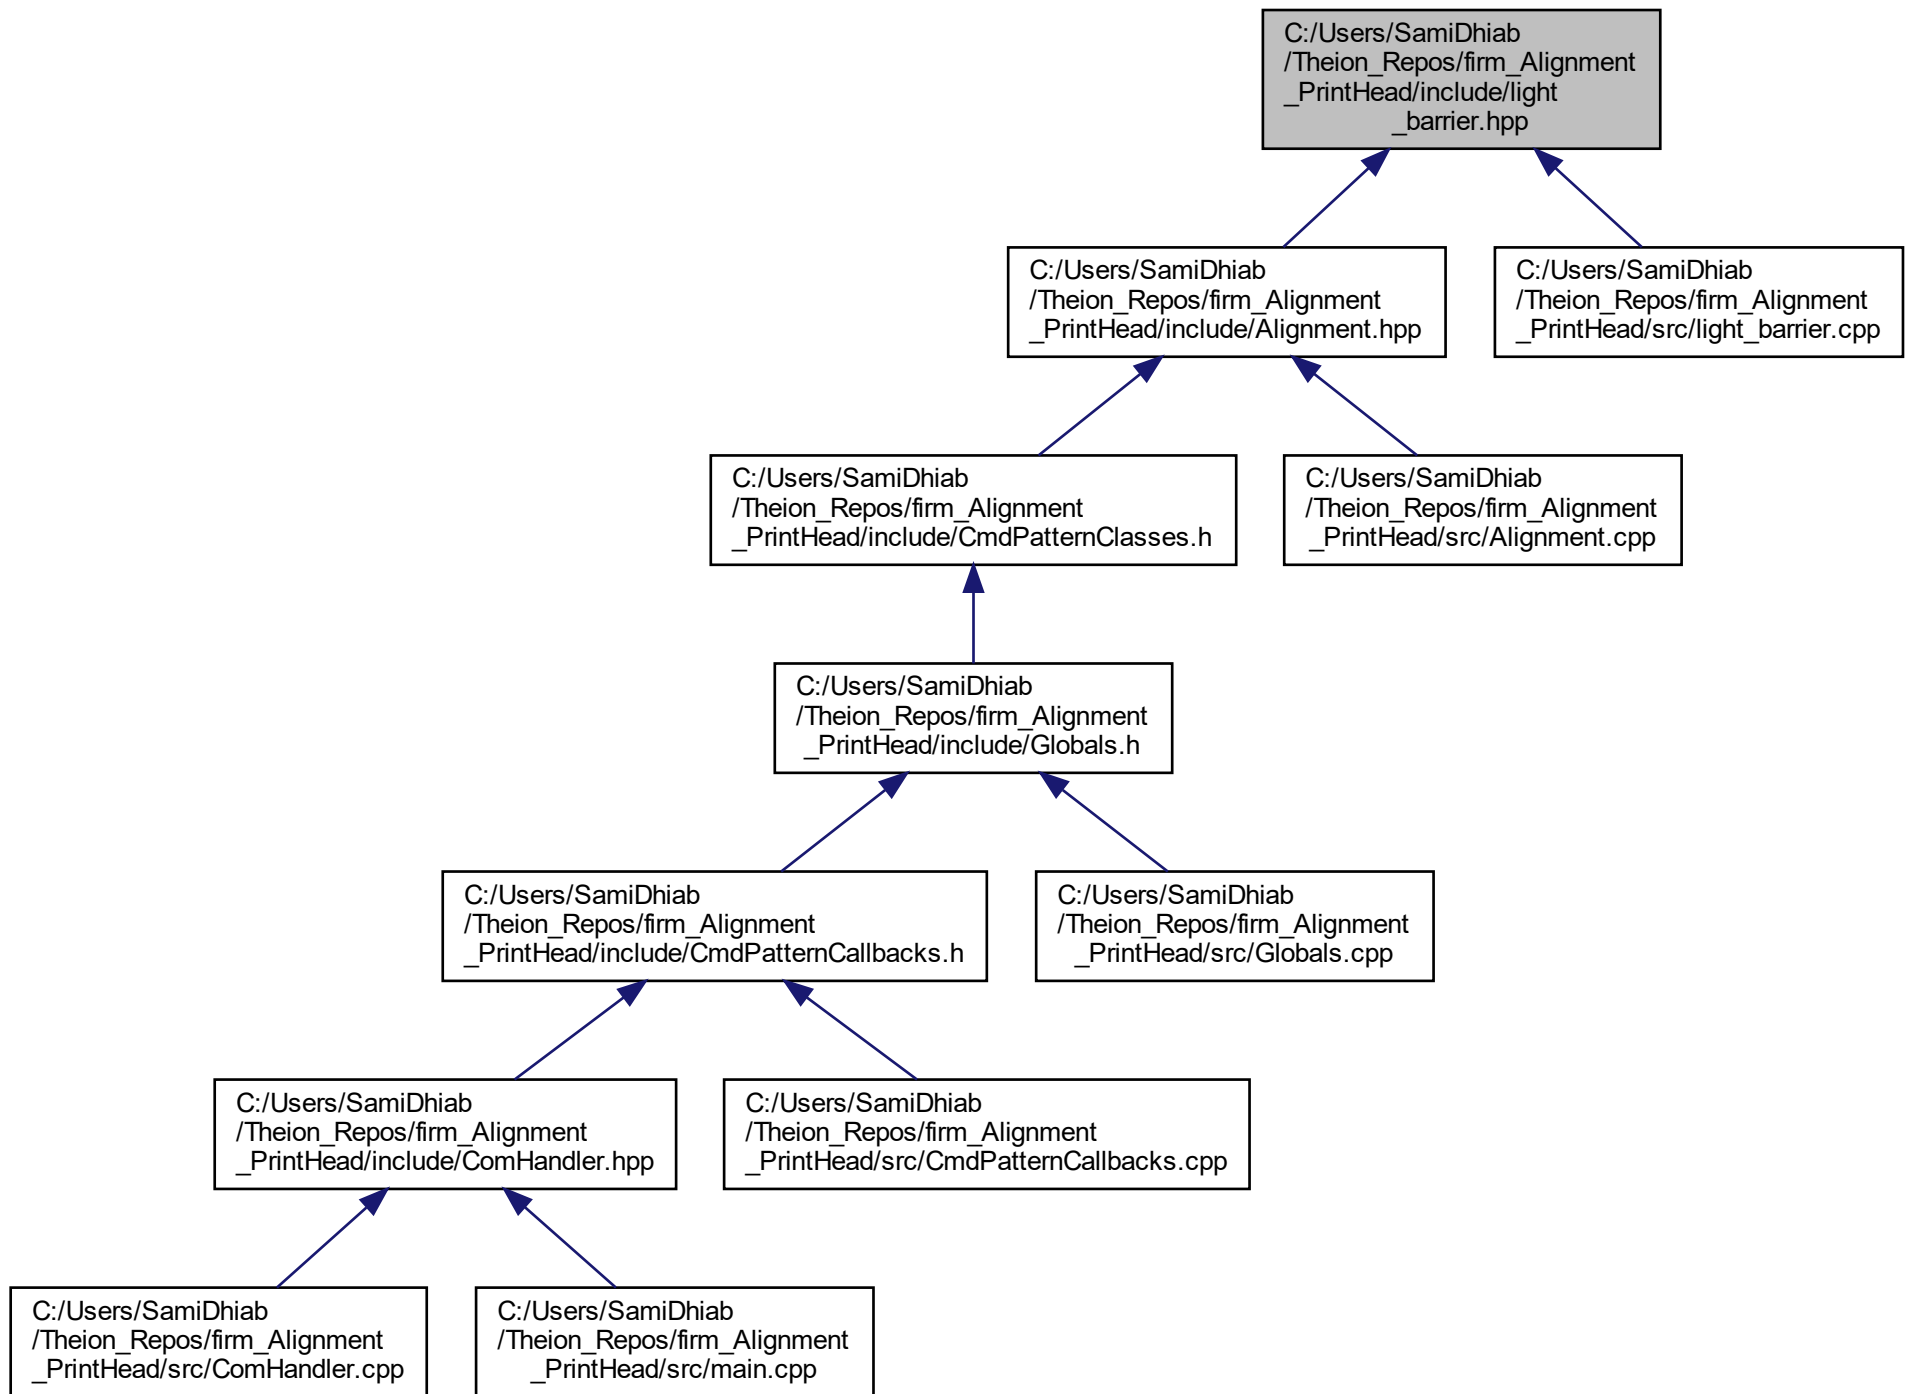 C:/Users/SamiDhiab
/Theion_Repos/firm_Alignment
_PrintHead/include/light
_barrier.hpp
C:/Users/SamiDhiab
/Theion_Repos/firm_Alignment
_PrintHead/include/Alignment.hpp
C:/Users/SamiDhiab
/Theion_Repos/firm_Alignment
_PrintHead/src/light_barrier.cpp
C:/Users/SamiDhiab
/Theion_Repos/firm_Alignment
_PrintHead/include/CmdPatternClasses.h
C:/Users/SamiDhiab
/Theion_Repos/firm_Alignment
_PrintHead/src/Alignment.cpp
C:/Users/SamiDhiab
/Theion_Repos/firm_Alignment
_PrintHead/include/Globals.h
C:/Users/SamiDhiab
/Theion_Repos/firm_Alignment
_PrintHead/include/CmdPatternCallbacks.h
C:/Users/SamiDhiab
/Theion_Repos/firm_Alignment
_PrintHead/src/Globals.cpp
C:/Users/SamiDhiab
/Theion_Repos/firm_Alignment
_PrintHead/include/ComHandler.hpp
C:/Users/SamiDhiab
/Theion_Repos/firm_Alignment
_PrintHead/src/CmdPatternCallbacks.cpp
C:/Users/SamiDhiab
/Theion_Repos/firm_Alignment
_PrintHead/src/ComHandler.cpp
C:/Users/SamiDhiab
/Theion_Repos/firm_Alignment
_PrintHead/src/main.cpp